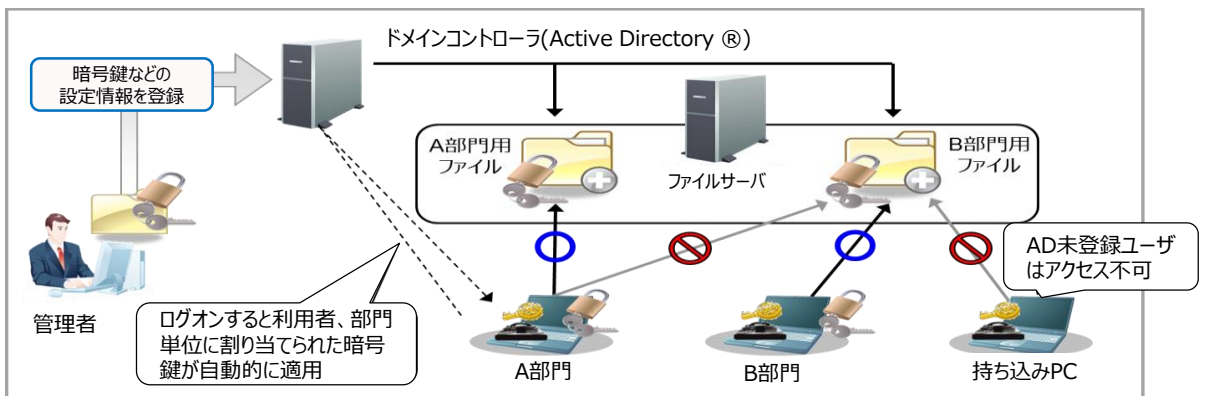 ドメインコントローラ(Active Directory ®)
暗号鍵などの
設定情報を登録
A部門用
ファイル
ファイルサーバ
B部門用
ファイル
AD未登録ユーザ
はアクセス不可
管理者
ログオンすると利用者、部門
単位に割り当てられた暗号
鍵が自動的に適用
A部門
B部門
持ち込みPC